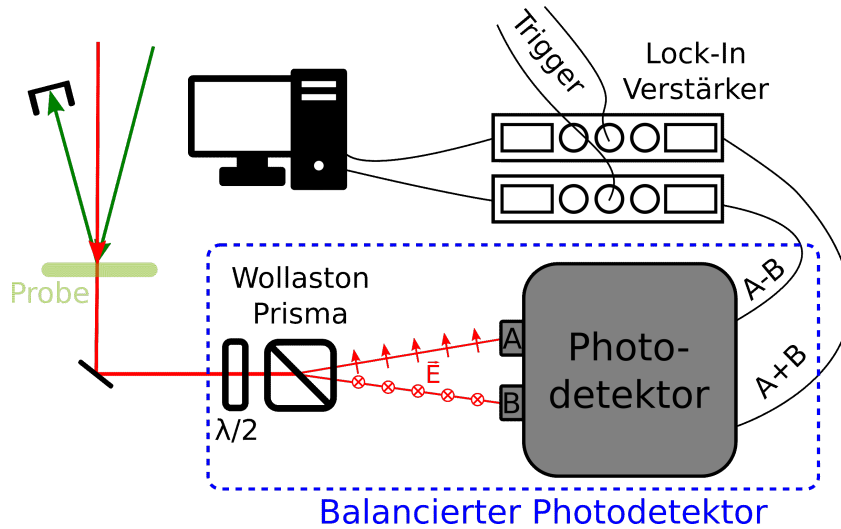 Trigger
Lock-In
Verstärker
Probe
Wollaston
Prisma
λ/2
E
A
B
Photo-
detektor
A-B
A+B
Balancierter Photodetektor